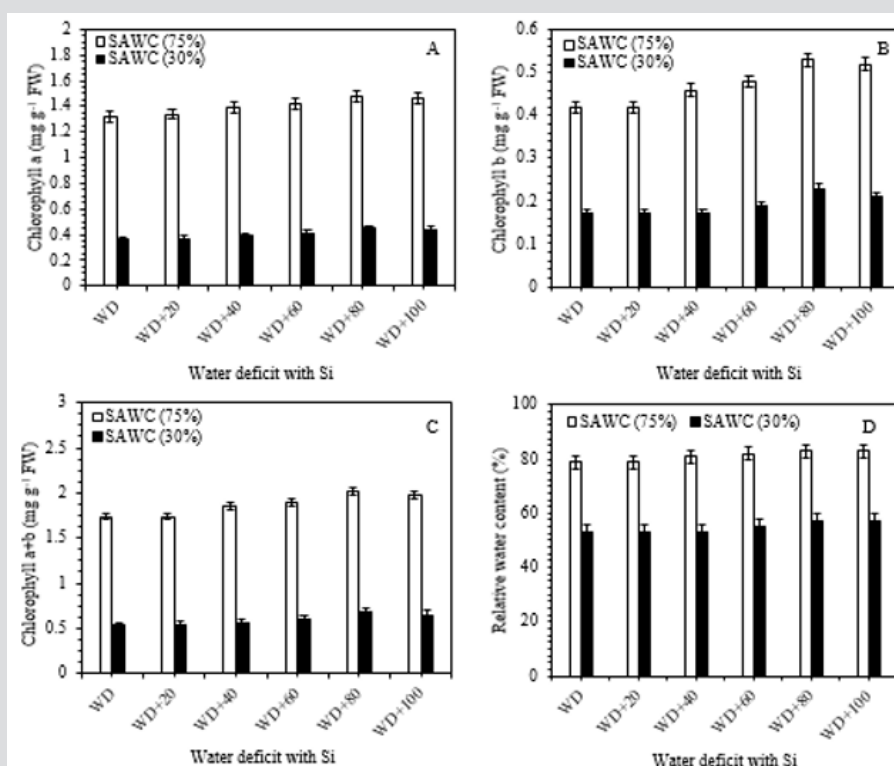 2
SAWC (75%)
SAWC (30%)
A
1.8
1.6
1.4
1.2
1
0.8
0.6
0.4
0.2
0
Chlorophyll a (mg g⁻¹ FW)
WD
WD+20
WD+40
WD+60
WD+80
WD+100
Water deficit with Si
0.6
SAWC (75%)
SAWC (30%)
B
0.5
0.4
0.3
0.2
0.1
0
Chlorophyll b (mg g⁻¹ FW)
WD
WD+20
WD+40
WD+60
WD+80
WD+100
Water deficit with Si
3
SAWC (75%)
SAWC (30%)
C
2.5
2
1.5
1
0.5
0
Chlorophyll a+b (mg g⁻¹ FW)
WD
WD+20
WD+40
WD+60
WD+80
WD+100
Water deficit with Si
100
SAWC (75%) SAWC (30%)
D
80
60
40
20
0
Relative water content (%)
WD
WD+20
WD+40
WD+60
WD+80
WD+100
Water deficit with Si